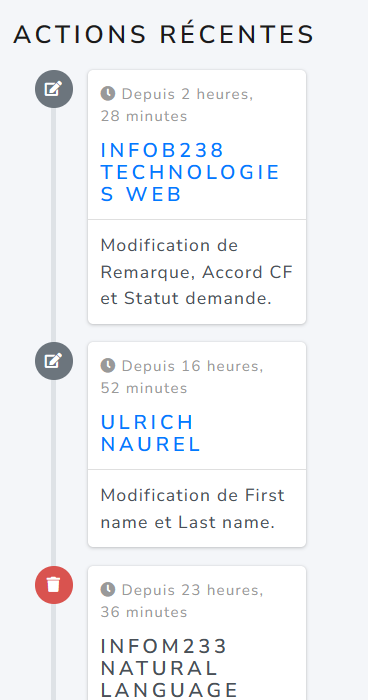 ACTIONS RÉCENTES
Depuis 2 heures,
28 minutes
INFOB238
TECHNOLOGIE
S WEB
Modification de
Remarque, Accord CF
et Statut demande.
Depuis 16 heures,
52 minutes
ULRICH
NAUREL
Modification de First
name et Last name.
Depuis 23 heures,
36 minutes
INFOM233
NATURAL
LANGUAGE